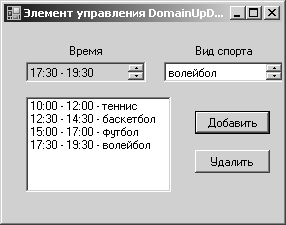 Элемент управления DomainUpD...
Время Вид спорта
17:30 - 19:30 волейбол
10:00 - 12:00 - теннис
12:30 - 14:30 - баскетбол
15:00 - 17:00 - футбол
17:30 - 19:30 - волейбол
Добавить
Удалить